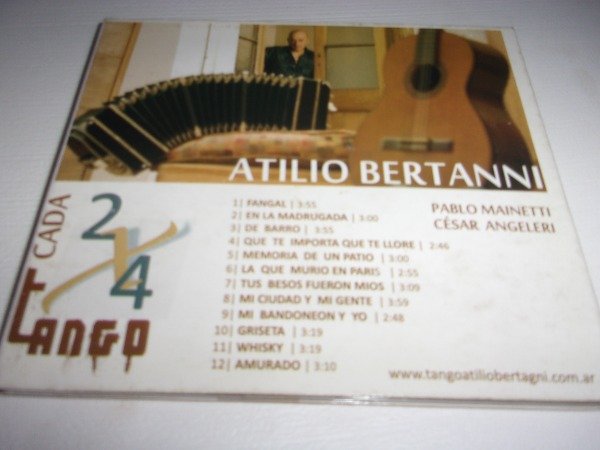 ATILIO BERTANNI
PABLO MAINETTI
CÉSAR ANGELERI
CADA
2x4
TANGO
1| FANGAL | 3:55
2| EN LA MADRUGADA | 3:00
3| DE BARRO | 3:55
4| QUE TE IMPORTA QUE TE LLORE | 2:46
5| MEMORIA DE UN PATIO | 3:00
6| LA QUE MURIO EN PARIS | 2:55
7| TUS BESOS FUERON MIOS | 3:09
8| MI CIUDAD Y MI GENTE | 3:59
9| MI BANDONEON Y YO | 2:48
10| GRISETA | 3:19
11| WHISKY | 3:19
12| AMURADO | 3:10
www.tangoatiliobertagni.com.ar